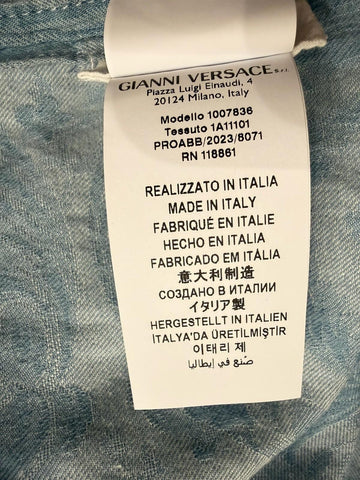 GIANNI VERSACE S.r.l.
Piazza Luigi Einaudi, 4
20124 Milano, Italy
Modello 1007836
Tessuto 1A11101
PROABB/2023/8071
RN 118861
REALIZZATO IN ITALIA
MADE IN ITALY
FABRIQUÉ EN ITALIE
HECHO EN ITALIA
FABRICADO EM ITÁLIA
意大利制造
СОЗДАНО В ИТАЛИИ
イタリア製
HERGESTELLT IN ITALIEN
İTALYA'DA ÜRETİLMİŞTİR
이태리 제
صّنع في إيطاليا